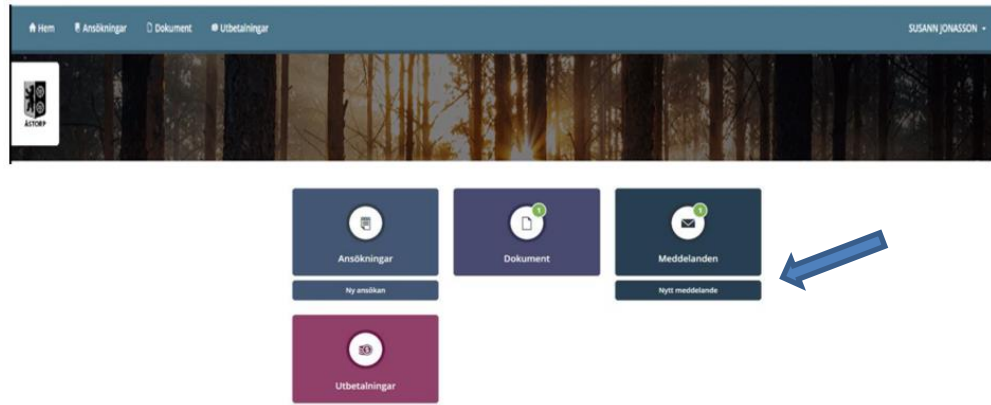 Hem Ansökningar Dokument Utbetalningar SUSANN JONASSON
ÅSTORP
1 1
Ansökningar Dokument Meddelanden
Ny ansökan Nytt meddelande
Utbetalningar